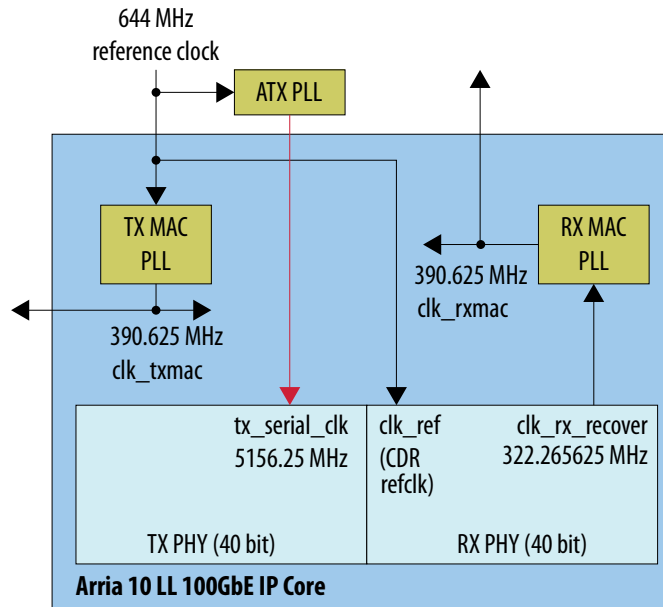 644 MHz
reference clock
ATX PLL
TX MAC
PLL
RX MAC
PLL
390.625 MHz
clk_rxmac
390.625 MHz
clk_txmac
tx_serial_clk
5156.25 MHz
clk_ref
(CDR
refclk)
clk_rx_recover
322.265625 MHz
TX PHY (40 bit)
RX PHY (40 bit)
Arria 10 LL 100GbE IP Core